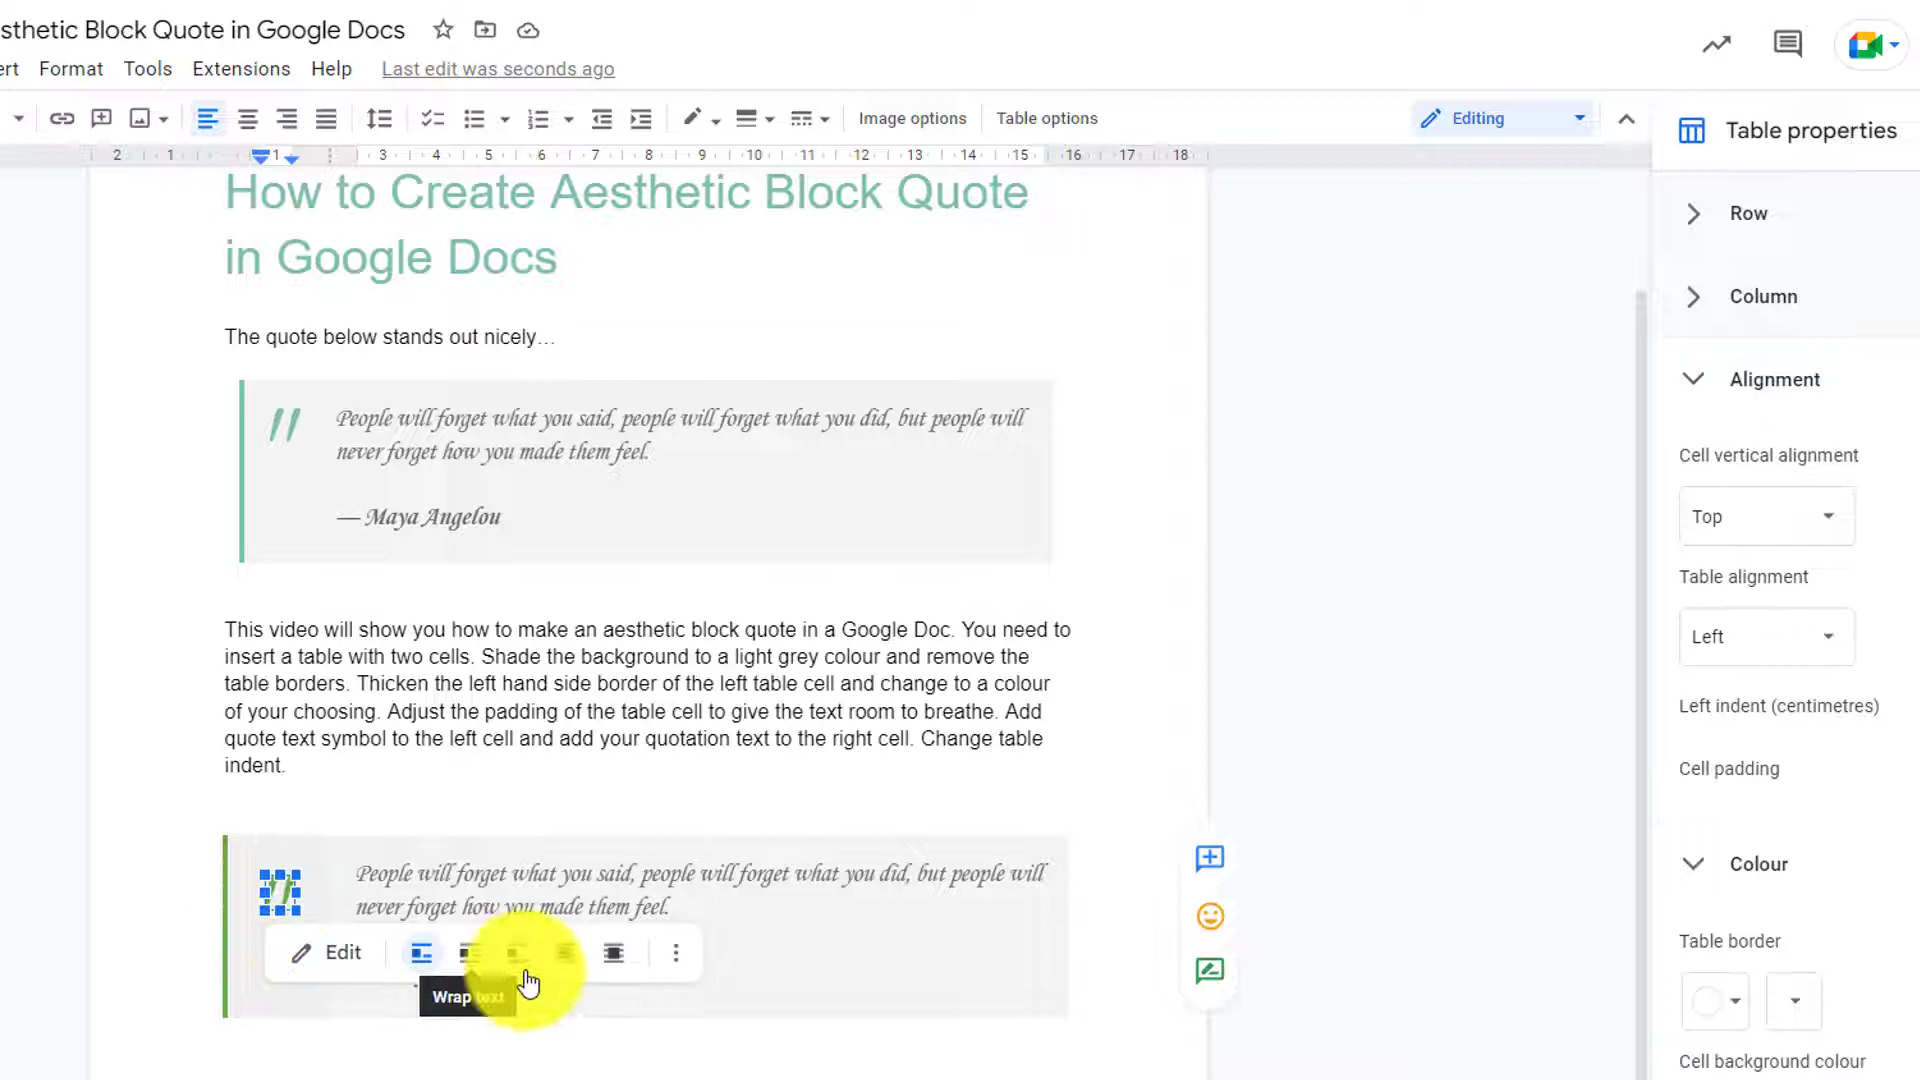 sthetic Block Quote in Google Docs
ert Format Tools Extensions Help Last edit was seconds ago
Image options Table options Editing
2 1 1 3 4 5 6 7 8 9 10 11 12 13 14 15 16 17 18
How to Create Aesthetic Block Quote
in Google Docs
The quote below stands out nicely…
"
People will forget what you said, people will forget what you did, but people will
never forget how you made them feel.
— Maya Angelou
This video will show you how to make an aesthetic block quote in a Google Doc. You need to
insert a table with two cells. Shade the background to a light grey colour and remove the
table borders. Thicken the left hand side border of the left table cell and change to a colour
of your choosing. Adjust the padding of the table cell to give the text room to breathe. Add
quote text symbol to the left cell and add your quotation text to the right cell. Change table
indent.
"
People will forget what you said, people will forget what you did, but people will
never forget how you made them feel.
Edit
Wrap text
Table properties
Row
Column
Alignment
Cell vertical alignment
Top
Table alignment
Left
Left indent (centimetres)
Cell padding
Colour
Table border
Cell background colour